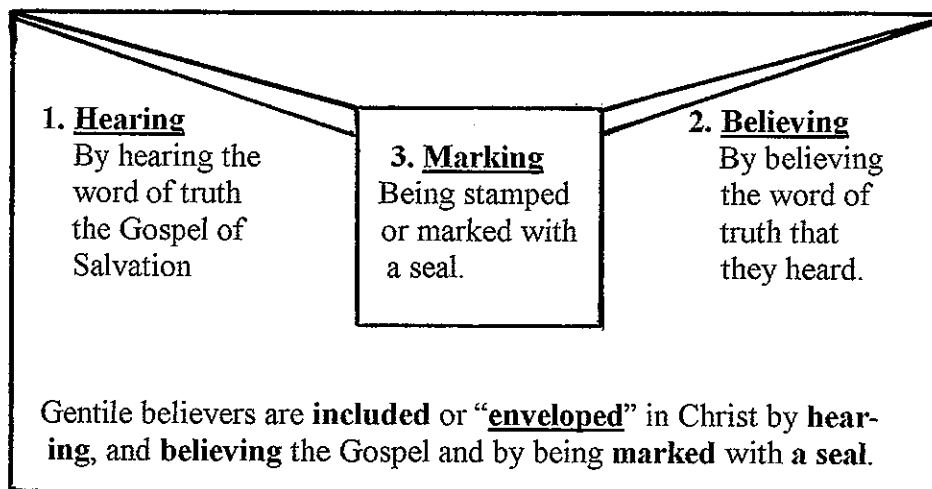 1. Hearing
By hearing the
word of truth
the Gospel of
Salvation
3. Marking
Being stamped
or marked with
a seal.
2. Believing
By believing
the word of
truth that
they heard.
Gentile believers are included or “enveloped” in Christ by hear-
ing, and believing the Gospel and by being marked with a seal.